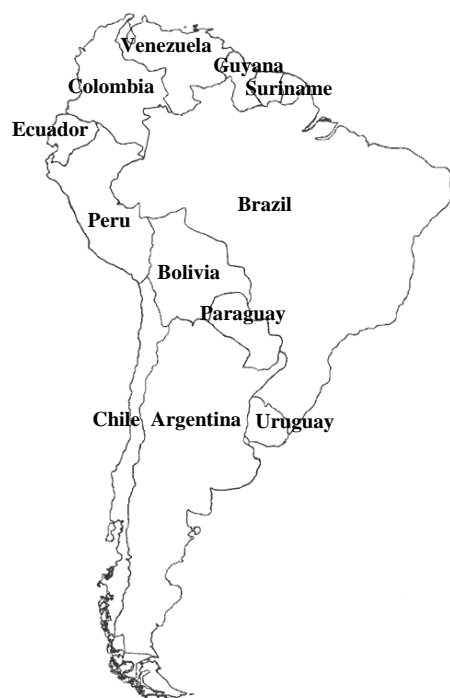 Venezuela
Guyana
Colombia
Suriname
Ecuador
Brazil
Peru
Bolivia
Paraguay
Chile
Argentina
Uruguay